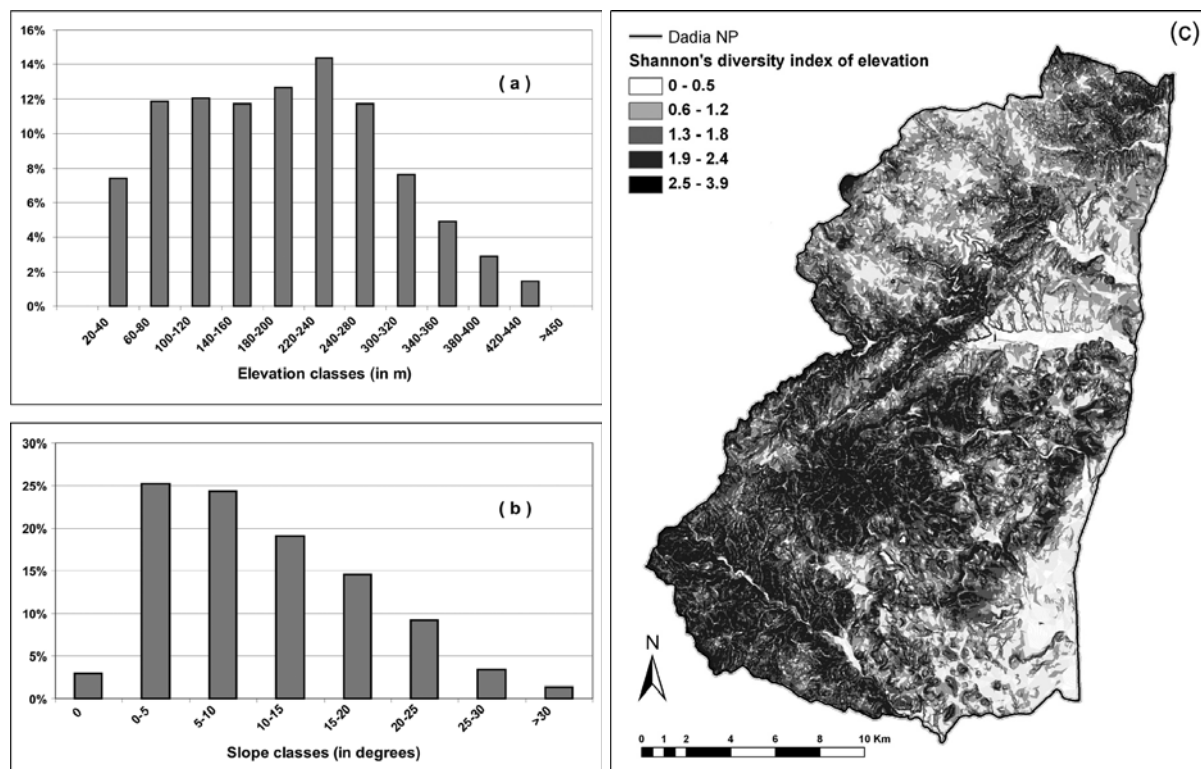 16%
14%
12%
10%
8%
6%
4%
2%
0%
( a )
20-40
60-80
100-120
140-160
180-200
220-240
240-280
300-320
340-360
380-400
420-440
>450
Elevation classes (in m)
30%
25%
20%
15%
10%
5%
0%
( b )
0
0-5
5-10
10-15
15-20
20-25
25-30
>30
Slope classes (in degrees)
(c)
Dadia NP
Shannon's diversity index of elevation
0 - 0.5
0.6 - 1.2
1.3 - 1.8
1.9 - 2.4
2.5 - 3.9
N
0 1 2 4 6 8 10 Km